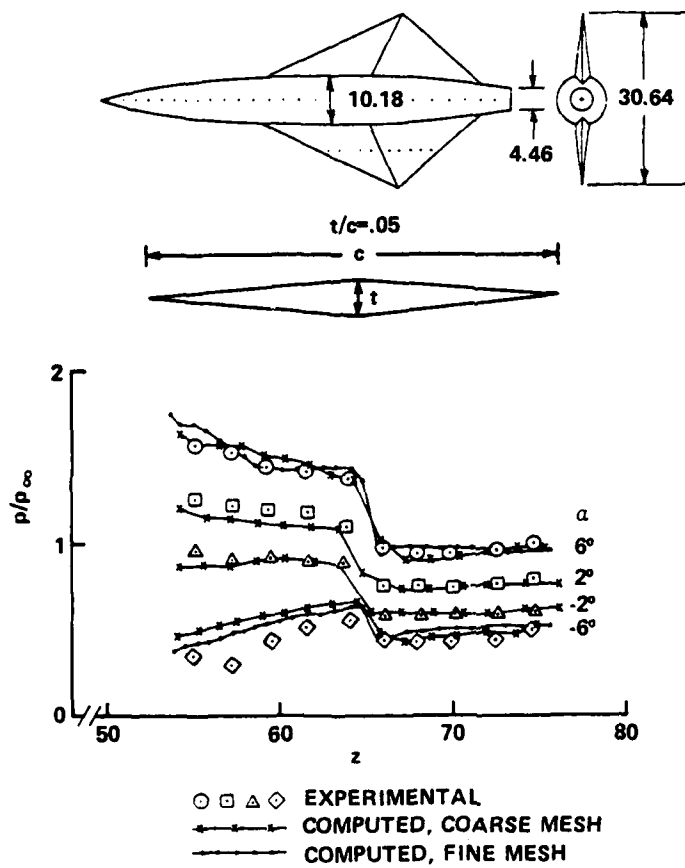 10.18
30.64
4.46
t/c=.05
c
t
2
p/p∞
1
0
α
6°
2°
-2°
-6°
50 60 70 80
z
EXPERIMENTAL
COMPUTED, COARSE MESH
COMPUTED, FINE MESH